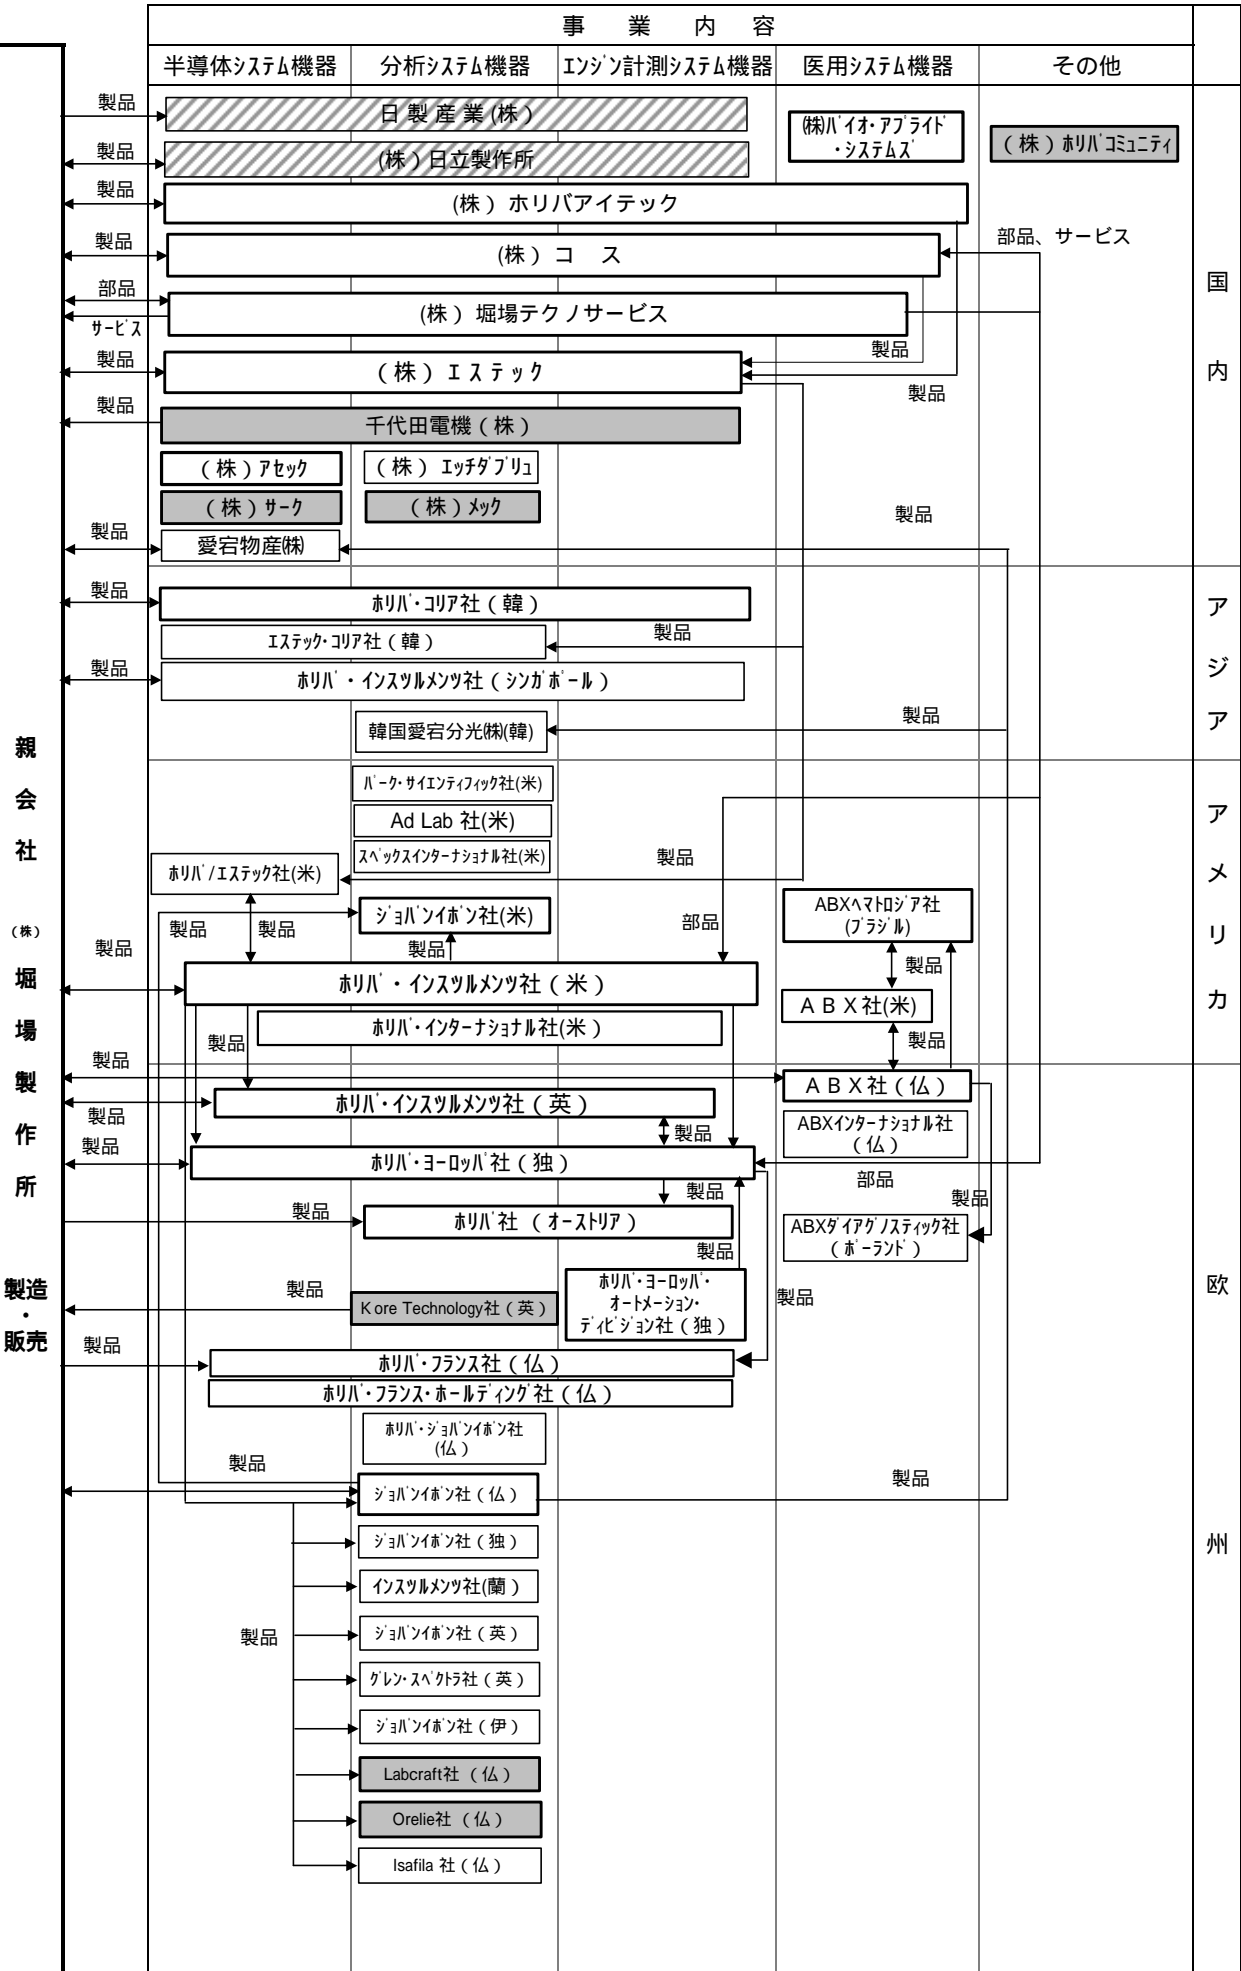 事 業 内 容
半導体ｼｽﾃﾑ機器 分析ｼｽﾃﾑ機器 ｴﾝｼﾞﾝ計測ｼｽﾃﾑ機器 医用ｼｽﾃﾑ機器 その他
製品
日 製 産 業 (株)
㈱ﾊﾞｲｵ･ｱﾌﾟﾗｲﾄﾞ
･ｼｽﾃﾑｽﾞ
(株)ﾎﾘﾊﾞｺﾐｭﾆﾃｨ
製品
(株)日立製作所
製品
(株)ホリバアイテック
製品
(株)コ ス
部品、サービス
部品
(株)堀場テクノサービス
ｻｰﾋﾞｽ
製品
製品
(株)エステック
製品
製品
千代田電機(株)
(株)ｱｾｯｸ
(株)ｴｯﾁﾀﾞﾌﾞﾘｭ
(株)ｻｰｸ
(株)ﾒｯｸ
製品
製品
愛宕物産㈱
国
内
製品
ﾎﾘﾊﾞ･ｺﾘｱ社(韓)
ｴｽﾃｯｸ･ｺﾘｱ社(韓)
製品
製品
ﾎﾘﾊﾞ・ｲﾝｽﾂﾙﾒﾝﾂ社(ｼﾝｶﾞﾎﾟｰﾙ)
韓国愛宕分光㈱(韓)
製品
ア
ジ
ア
ﾊﾟｰｸ･ｻｲｴﾝﾃｨﾌｨｯｸ社(米)
Ad Lab 社(米)
ｽﾍﾟｯｸｽｲﾝﾀｰﾅｼｮﾅﾙ社(米)
製品
ﾎﾘﾊﾞ/ｴｽﾃｯｸ社(米)
ｼﾞｮﾊﾞﾝｲﾎﾞﾝ社(米)
部品
ABXﾍﾏﾄﾛｼﾞｱ社
(ﾌﾞﾗｼﾞﾙ)
製品
製品
製品
製品
製品
ﾎﾘﾊﾞ・ｲﾝｽﾂﾙﾒﾝﾂ社(米)
ＡＢＸ社(米)
ﾎﾘﾊﾞ･ｲﾝﾀｰﾅｼｮﾅﾙ社(米)
製品
製品
ア
メ
リ
カ
製品
ＡＢＸ社(仏)
ﾎﾘﾊﾞ･ｲﾝｽﾂﾙﾒﾝﾂ社(英)
製品
ABXｲﾝﾀｰﾅｼｮﾅﾙ社
(仏)
製品
製品
ﾎﾘﾊﾞ･ﾖｰﾛｯﾊﾟ社(独)
部品
製品
製品
製品
ﾎﾘﾊﾞ社 (ｵｰｽﾄﾘｱ)
ABXﾀﾞｲｱｸﾞﾉｽﾃｨｯｸ社
(ﾎﾟｰﾗﾝﾄﾞ)
製品
ﾎﾘﾊﾞ･ﾖｰﾛｯﾊﾟ･
ｵｰﾄﾒｰｼｮﾝ･
ﾃﾞｨﾋﾞｼﾞｮﾝ社(独)
製品
製品
Kore Technology社(英)
製品
ﾎﾘﾊﾞ･ﾌﾗﾝｽ社(仏)
ﾎﾘﾊﾞ･ﾌﾗﾝｽ･ﾎｰﾙﾃﾞｨﾝｸﾞ社(仏)
ﾎﾘﾊﾞ･ｼﾞｮﾊﾞﾝｲﾎﾞﾝ社
(仏)
製品
製品
ｼﾞｮﾊﾞﾝｲﾎﾞﾝ社(仏)
ｼﾞｮﾊﾞﾝｲﾎﾞﾝ社(独)
ｲﾝｽﾂﾙﾒﾝﾂ社(蘭)
製品
ｼﾞｮﾊﾞﾝｲﾎﾞﾝ社(英)
ｸﾞﾚﾝ･ｽﾍﾟｸﾄﾗ社(英)
ｼﾞｮﾊﾞﾝｲﾎﾞﾝ社(伊)
Labcraft社 (仏)
Orelie社 (仏)
Isafila 社(仏)
欧
州
親
会
社
(株)
堀
場
製
作
所
製造
・
販売